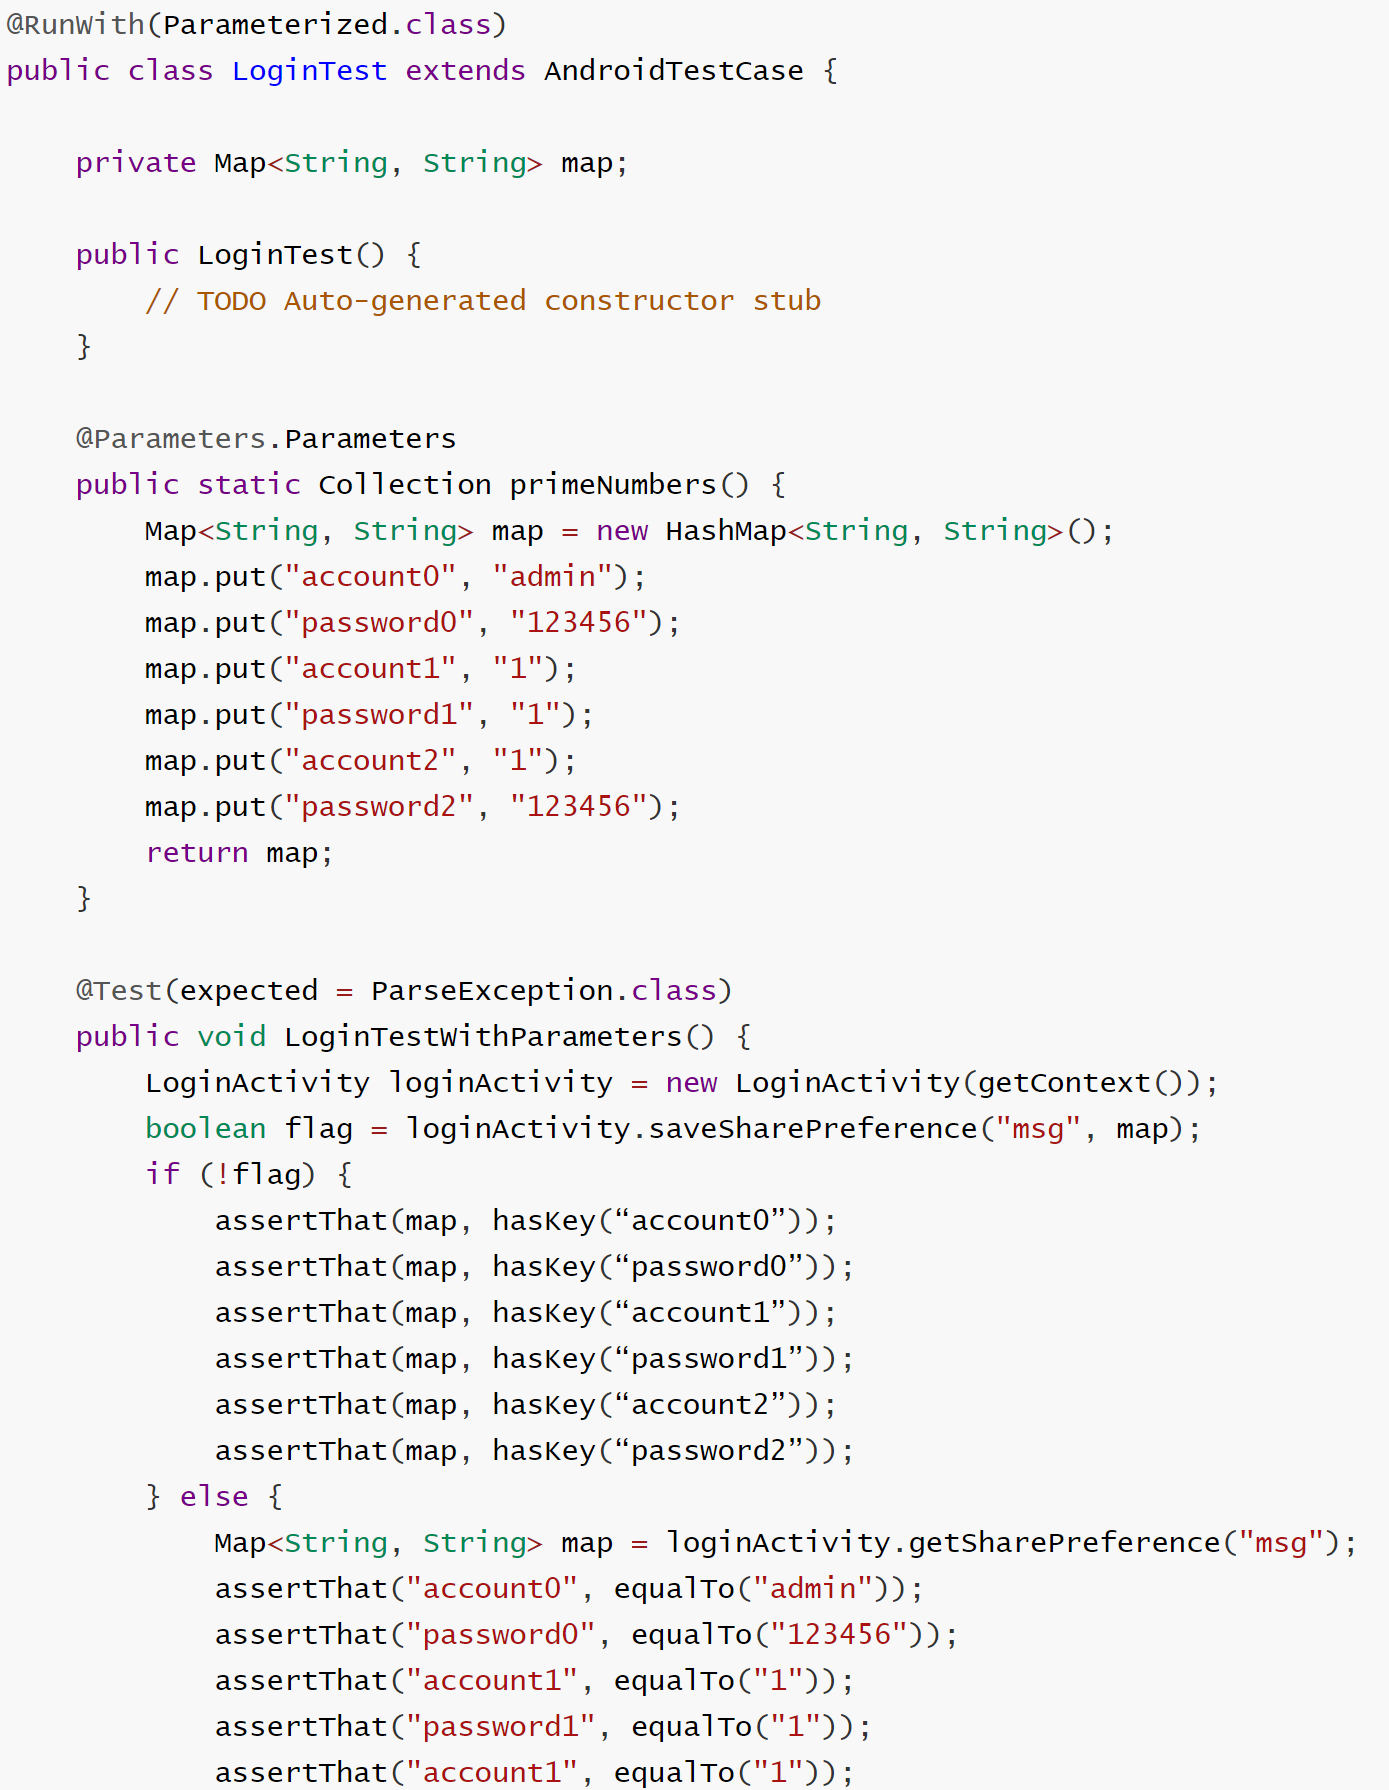 @RunWith(Parameterized.class)
public class LoginTest extends AndroidTestCase {
private Map<String, String> map;
public LoginTest() {
// TODO Auto-generated constructor stub
}
@Parameters.Parameters
public static Collection primeNumbers() {
Map<String, String> map = new HashMap<String, String>();
map.put("account0", "admin");
map.put("password0", "123456");
map.put("account1", "1");
map.put("password1", "1");
map.put("account2", "1");
map.put("password2", "123456");
return map;
}
@Test(expected = ParseException.class)
public void LoginTestWithParameters() {
LoginActivity loginActivity = new LoginActivity(getContext());
boolean flag = loginActivity.saveSharePreference("msg", map);
if (!flag) {
assertThat(map, hasKey(“account0”));
assertThat(map, hasKey(“password0”));
assertThat(map, hasKey(“account1”));
assertThat(map, hasKey(“password1”));
assertThat(map, hasKey(“account2”));
assertThat(map, hasKey(“password2”));
} else {
Map<String, String> map = loginActivity.getSharePreference("msg");
assertThat("account0", equalTo("admin"));
assertThat("password0", equalTo("123456"));
assertThat("account1", equalTo("1"));
assertThat("password1", equalTo("1"));
assertThat("account1", equalTo("1"));